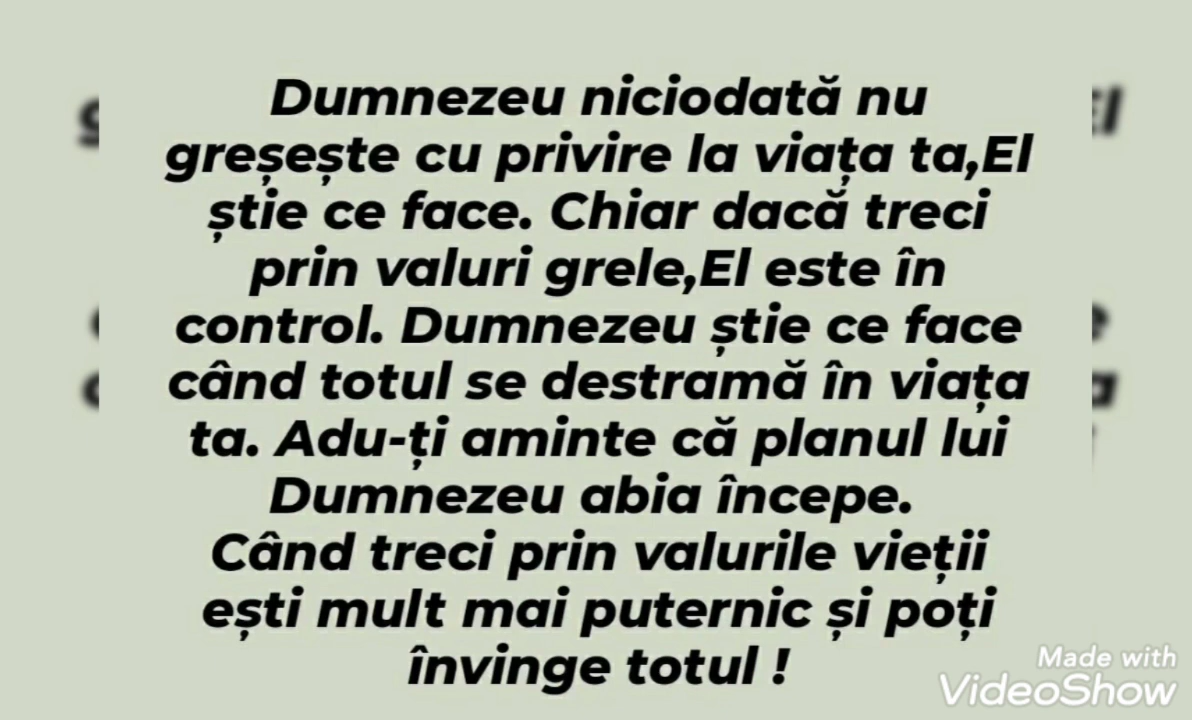 Dumnezeu niciodată nu
greșește cu privire la viața ta,El
știe ce face. Chiar dacă treci
prin valuri grele,El este în
control. Dumnezeu știe ce face
când totul se destramă în viața
ta. Adu-ți aminte că planul lui
Dumnezeu abia începe.
Când treci prin valurile vieții
ești mult mai puternic și poți
învinge totul !
Made with
VideoShow